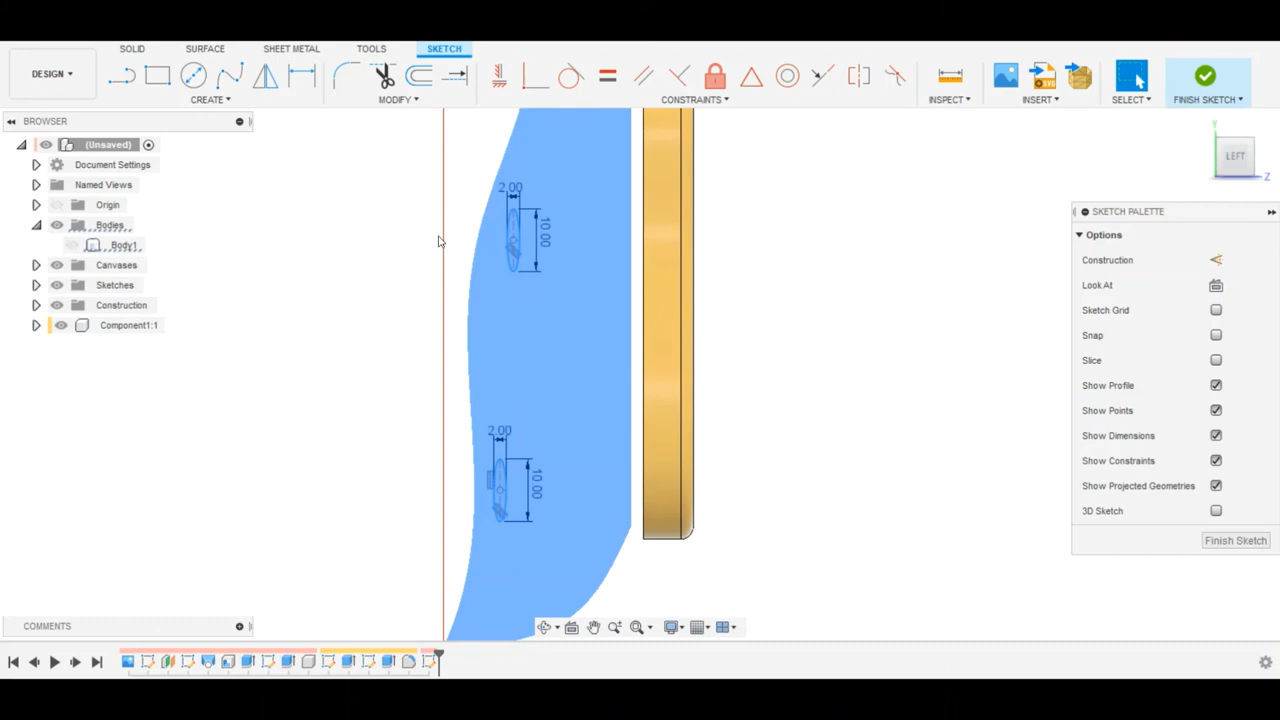 SOLID SURFACE SHEET METAL TOOLS SKETCH
DESIGN ▾
CREATE ▾ MODIFY ▾ CONSTRAINTS ▾ INSPECT ▾ INSERT ▾ SELECT ▾ FINISH SKETCH ▾
BROWSER
(Unsaved)
Document Settings
Named Views
Origin
Bodies
Body1
Canvases
Sketches
Construction
Component1:1
2.00
10.00
2.00
10.00
Y
LEFT
Z
SKETCH PALETTE
Options
Construction
Look At
Sketch Grid
Snap
Slice
Show Profile
Show Points
Show Dimensions
Show Constraints
Show Projected Geometries
3D Sketch
Finish Sketch
COMMENTS